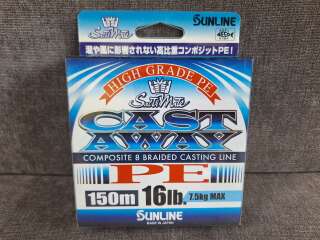 SaltiMate
SUNLINE
潮や風に影響されない高比重コンポジットPE!
HIGH GRADE PE
SaltiMate
CAST
AWAY
COMPOSITE 8 BRAIDED CASTING LINE
PE
150m
16lb.
7.5kg MAX
SUNLINE
MADE IN JAPAN